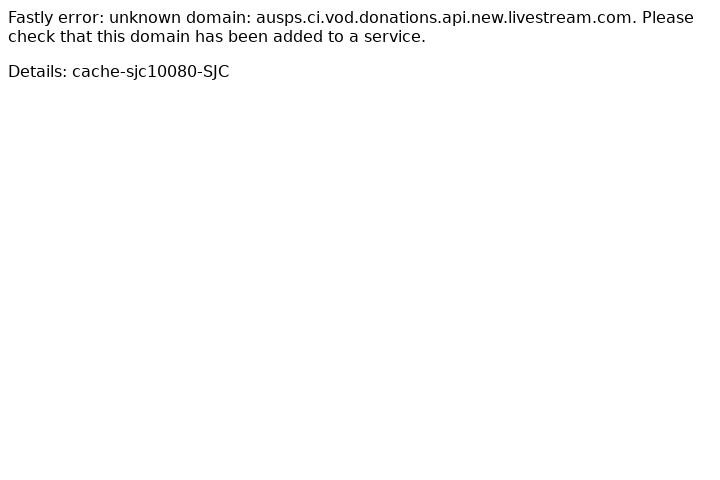 Fastly error: unknown domain: ausps.ci.vod.donations.api.new.livestream.com. Please
check that this domain has been added to a service.
Details: cache-sjc10080-SJC